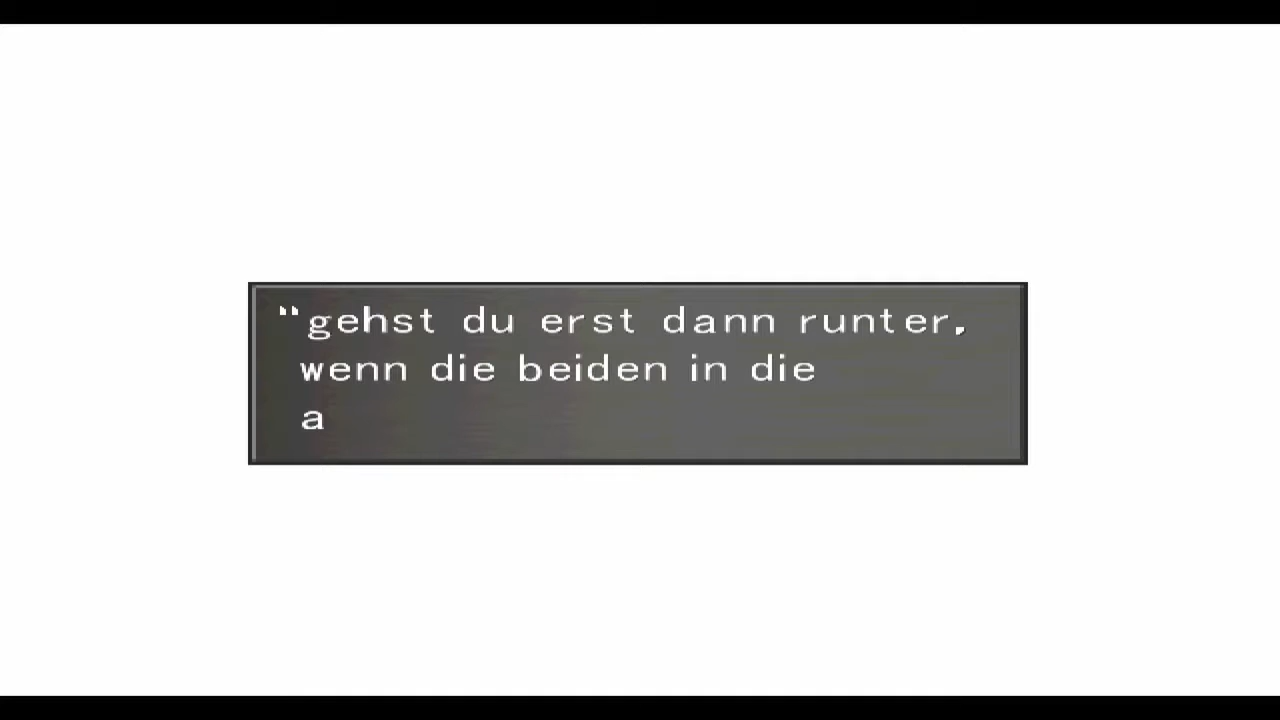 "gehst du erst dann runter,
wenn die beiden in die
a